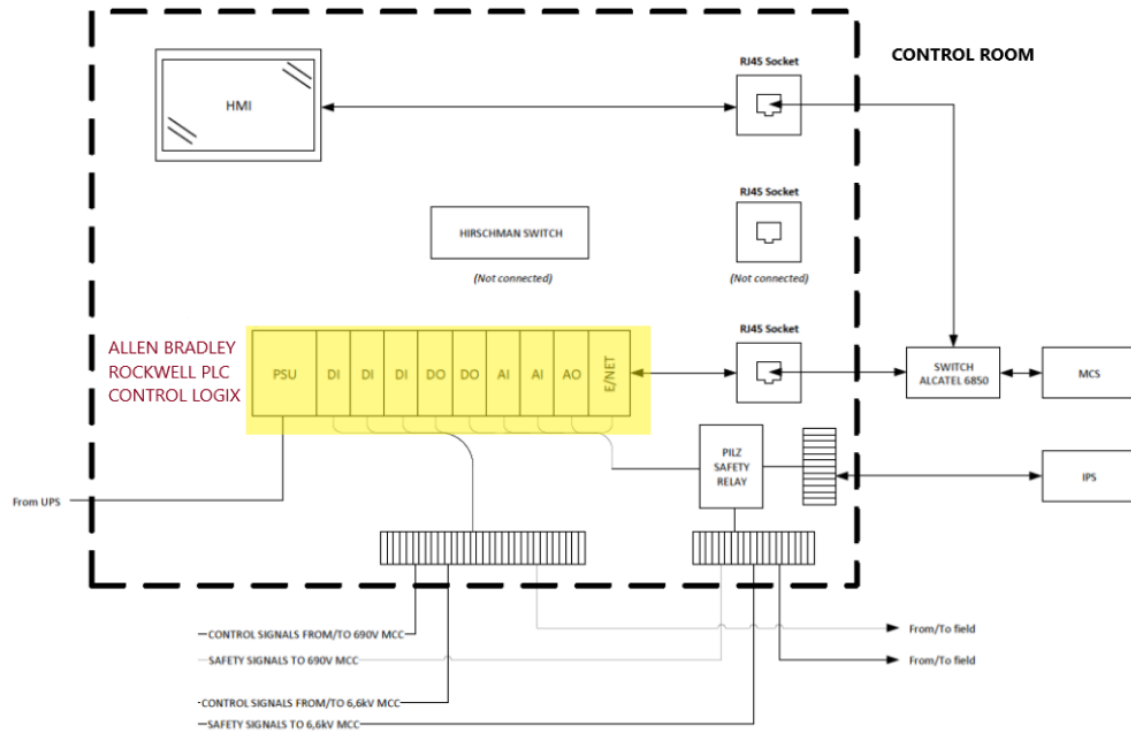 RJ45 Socket
CONTROL ROOM
HMI
RJ45 Socket
HIRSCHMAN SWITCH
(Not connected)
(Not connected)
RJ45 Socket
ALLEN BRADLEY
ROCKWELL PLC
CONTROL LOGIX
PSU
DI
DI
DI
DO
DO
AI
AI
AO
E/NET
SWITCH
ALCATEL 6850
MCS
PILZ
SAFETY
RELAY
IPS
From UPS
CONTROL SIGNALS FROM/TO 690V MCC
From/To field
SAFETY SIGNALS TO 690V MCC
From/To field
CONTROL SIGNALS FROM/TO 6,6kV MCC
SAFETY SIGNALS TO 6,6kV MCC